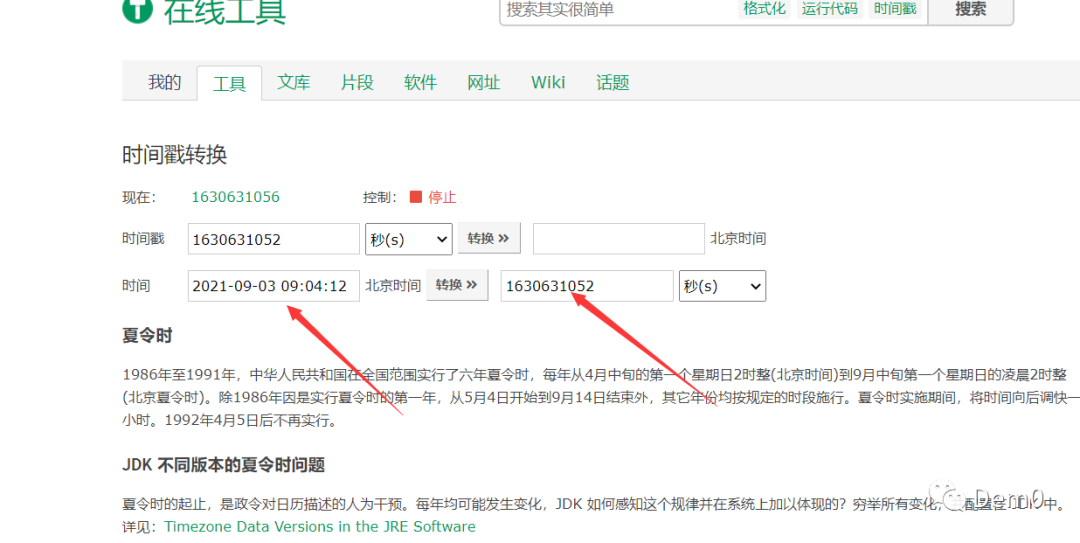 在线工具
搜索其实很简单 格式化 运行代码 时间戳 搜索
我的 工具 文库 片段 软件 网址 Wiki 话题
时间戳转换
现在： 1630631056 控制： 停止
时间戳 1630631052 秒(s) 转换 » 北京时间
时间 2021-09-03 09:04:12 北京时间 转换 » 1630631052 秒(s)
夏令时
1986年至1991年，中华人民共和国在全国范围实行了六年夏令时，每年从4月中旬的第一个星期日2时整(北京时间)到9月中旬第一个星期日的凌晨2时整
(北京夏令时)。除1986年因是实行夏令时的第一年，从5月4日开始到9月14日结束外，其它年份均按规定的时段施行。夏令时实施期间，将时间向后调快一
小时。1992年4月5日后不再实行。
JDK 不同版本的夏令时问题
夏令时的起止，是政令对日历描述的人为干预。每年均可能发生变化，JDK 如何感知这个规律并在系统上加以体现的？穷举所有变化，中。
详见：Timezone Data Versions in the JRE Software
Dem0